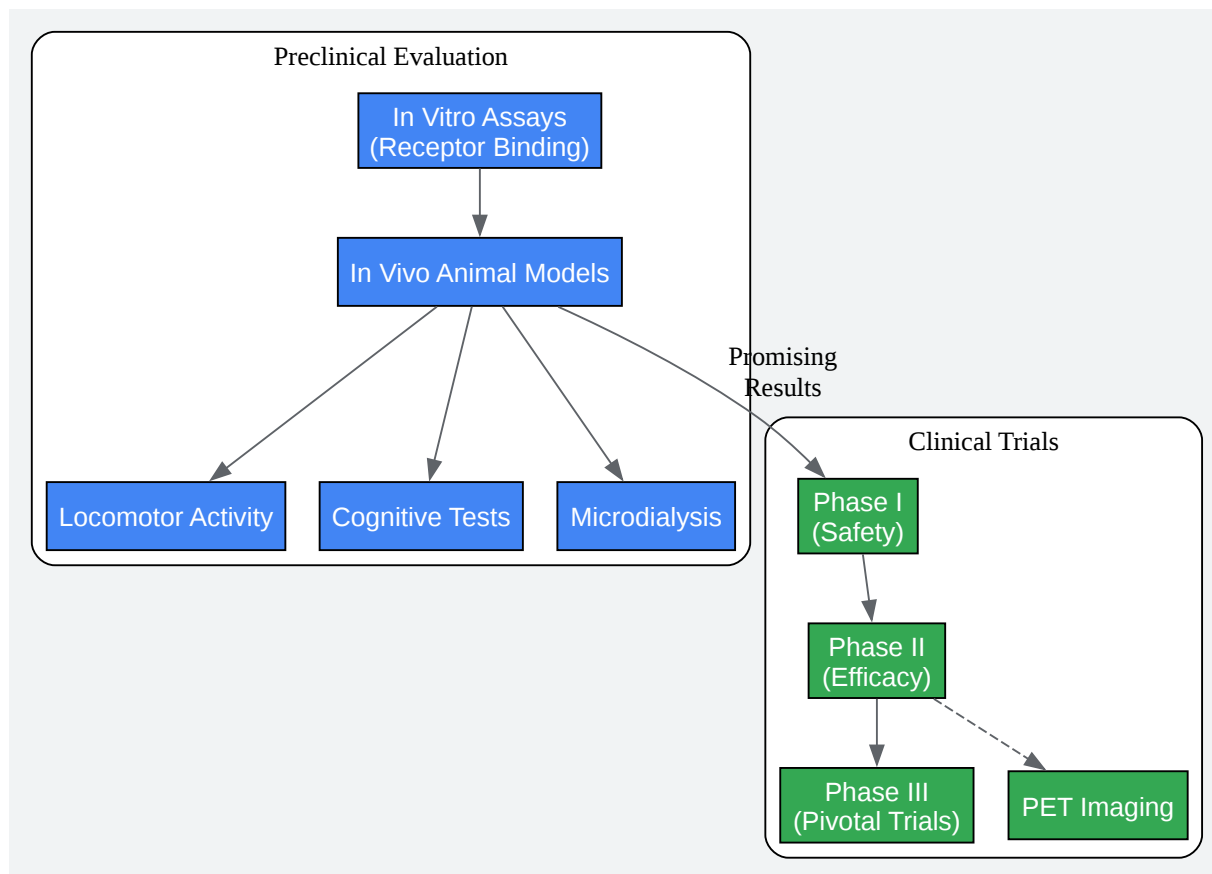 Preclinical Evaluation
In Vitro Assays
(Receptor Binding)
In Vivo Animal Models
Promising
Results
Locomotor Activity
Cognitive Tests
Microdialysis
Clinical Trials
Phase I
(Safety)
Phase II
(Efficacy)
Phase III
(Pivotal Trials)
PET Imaging